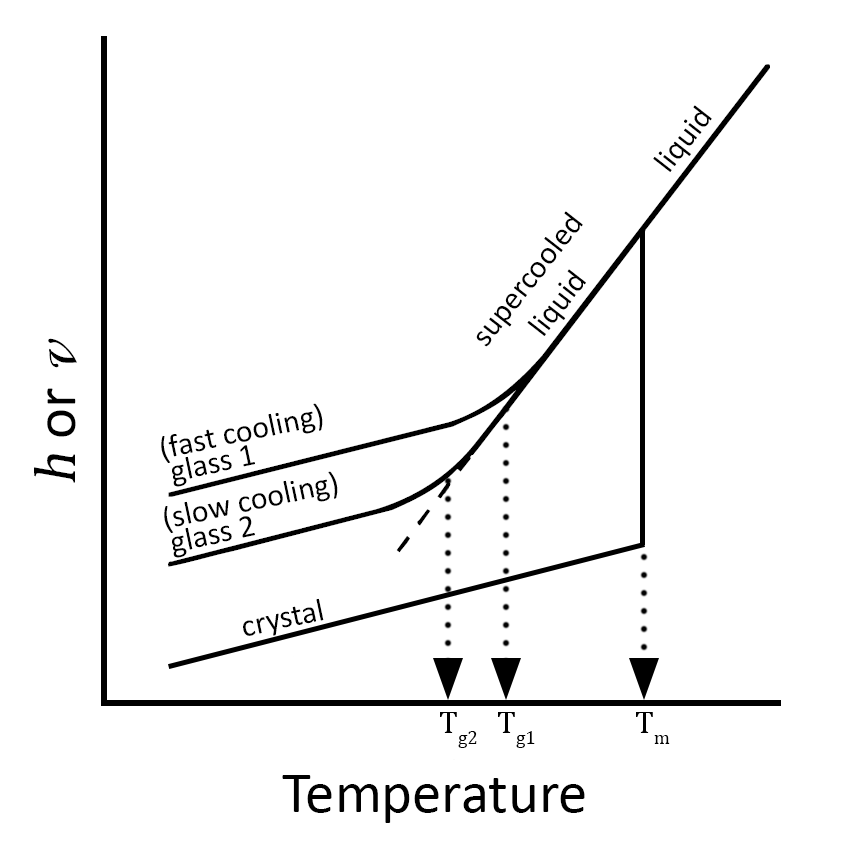 liquid
supercooled
liquid
h or v
(fast cooling)
glass 1
(slow cooling)
glass 2
crystal
Tg2
Tg1
Tm
Temperature